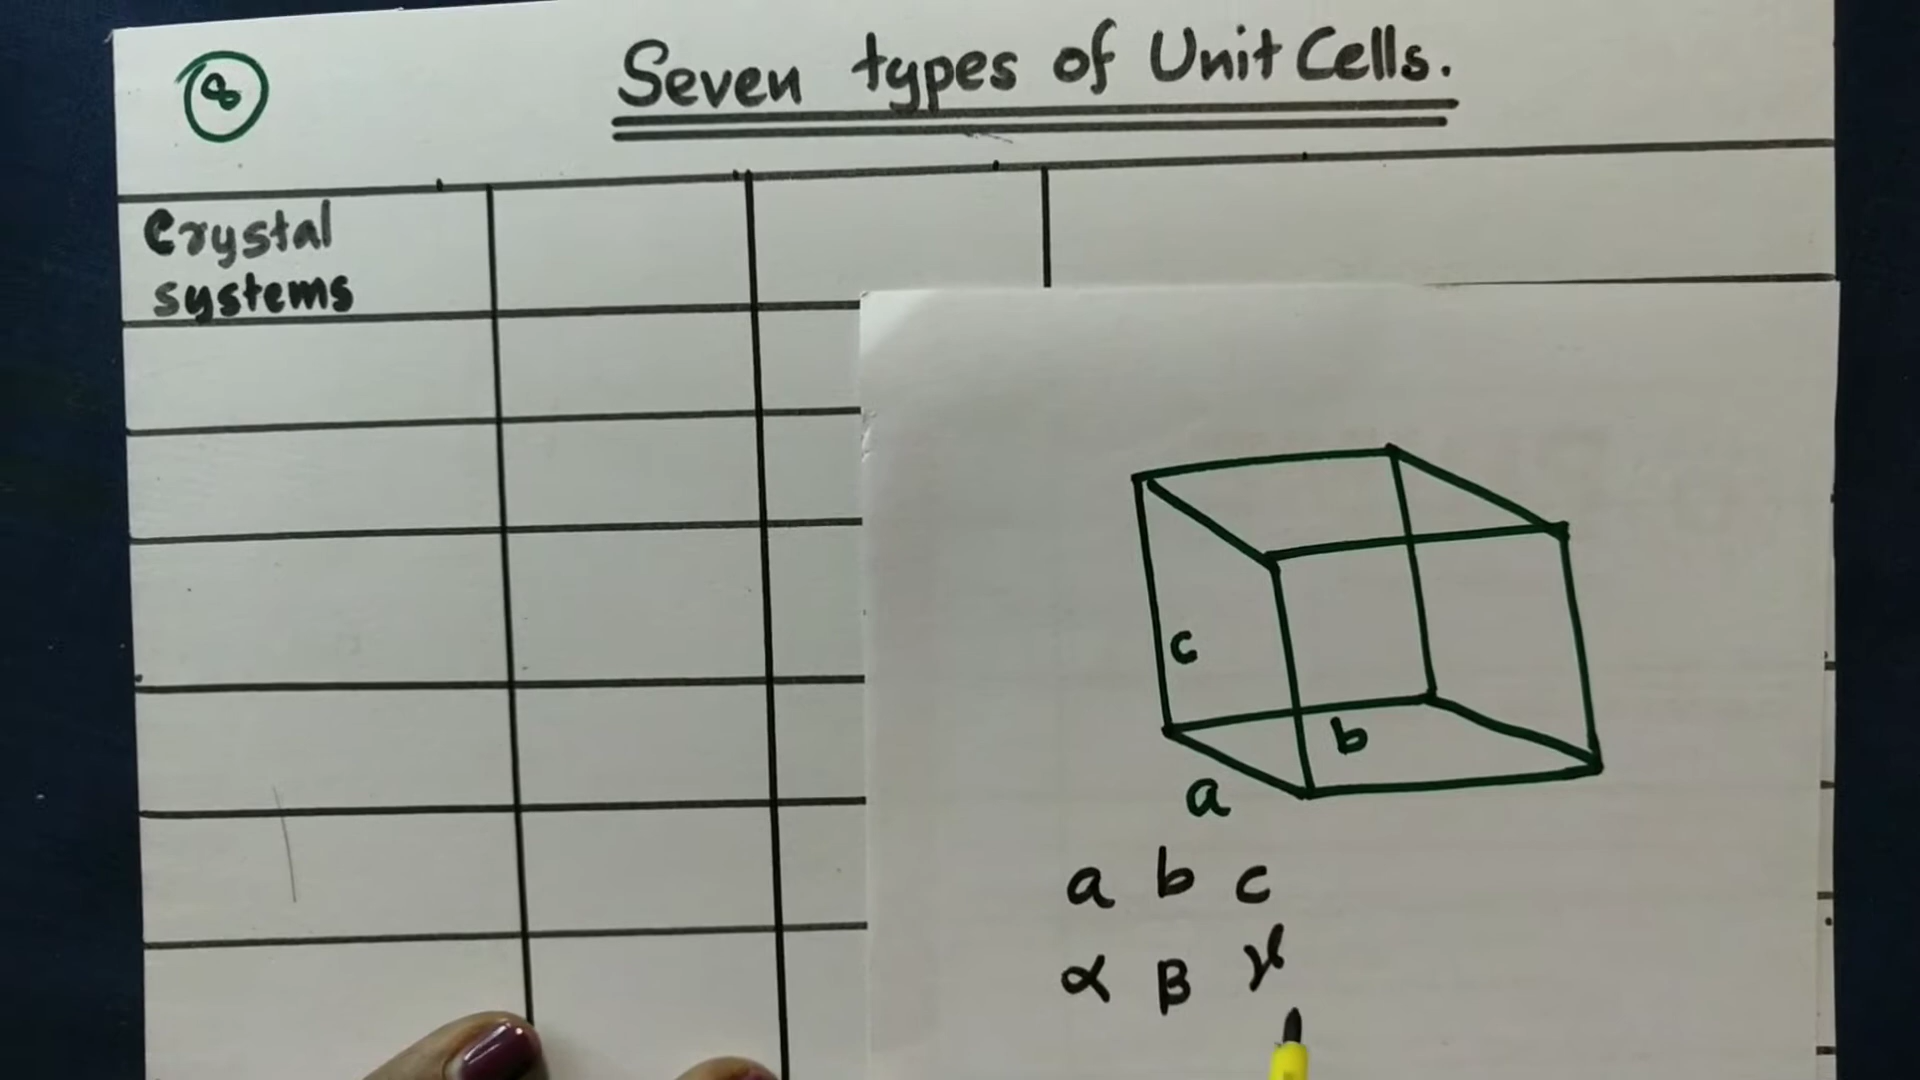 8
Seven types of Unit Cells.
Crystal
systems
c
b
a
a b c
α β γ